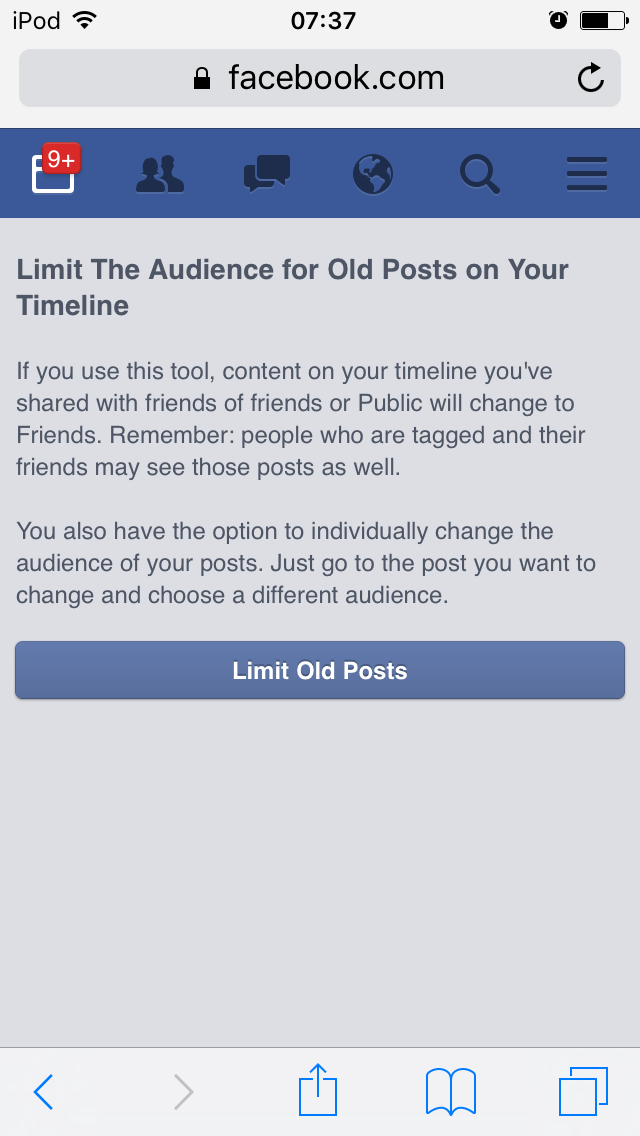 iPod 07:37
facebook.com
9+
Limit The Audience for Old Posts on Your
Timeline
If you use this tool, content on your timeline you've
shared with friends of friends or Public will change to
Friends. Remember: people who are tagged and their
friends may see those posts as well.
You also have the option to individually change the
audience of your posts. Just go to the post you want to
change and choose a different audience.
Limit Old Posts